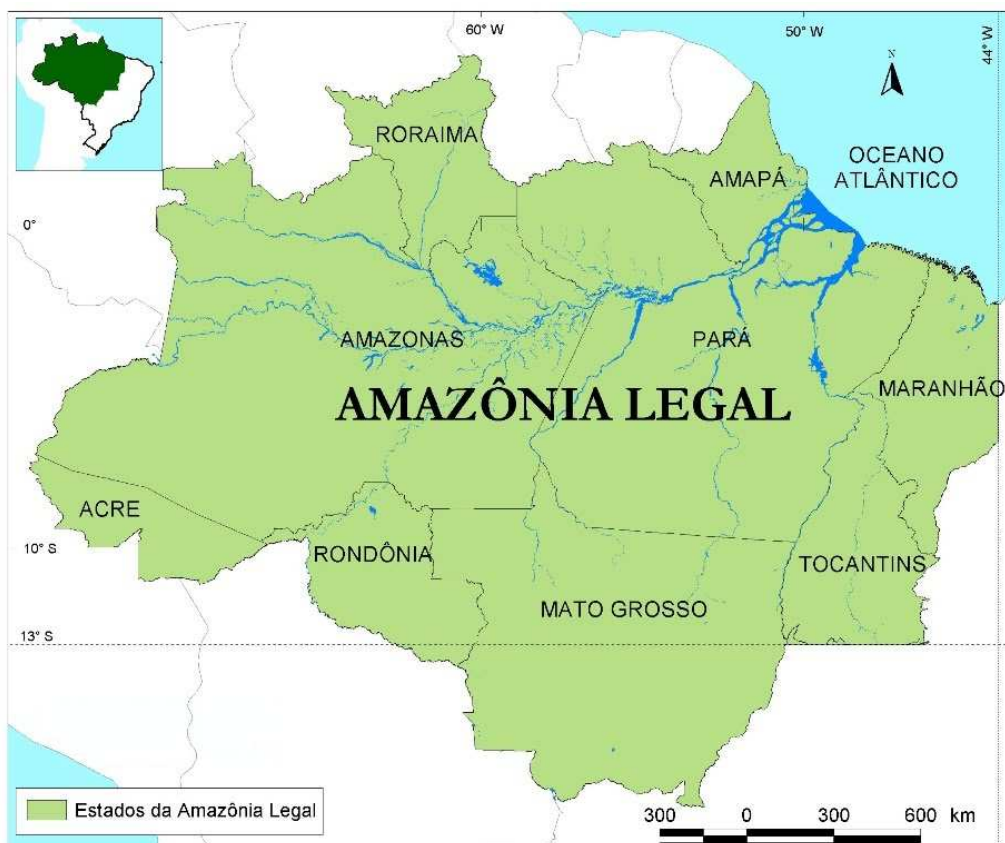 60° W
50° W
44° W
N
RORAIMA
AMAPÁ
OCEANO
ATLÂNTICO
0°
AMAZONAS
PARÁ
MARANHÃO
AMAZÔNIA LEGAL
ACRE
10° S
RONDÔNIA
TOCANTINS
MATO GROSSO
13° S
Estados da Amazônia Legal
300 0 300 600 km